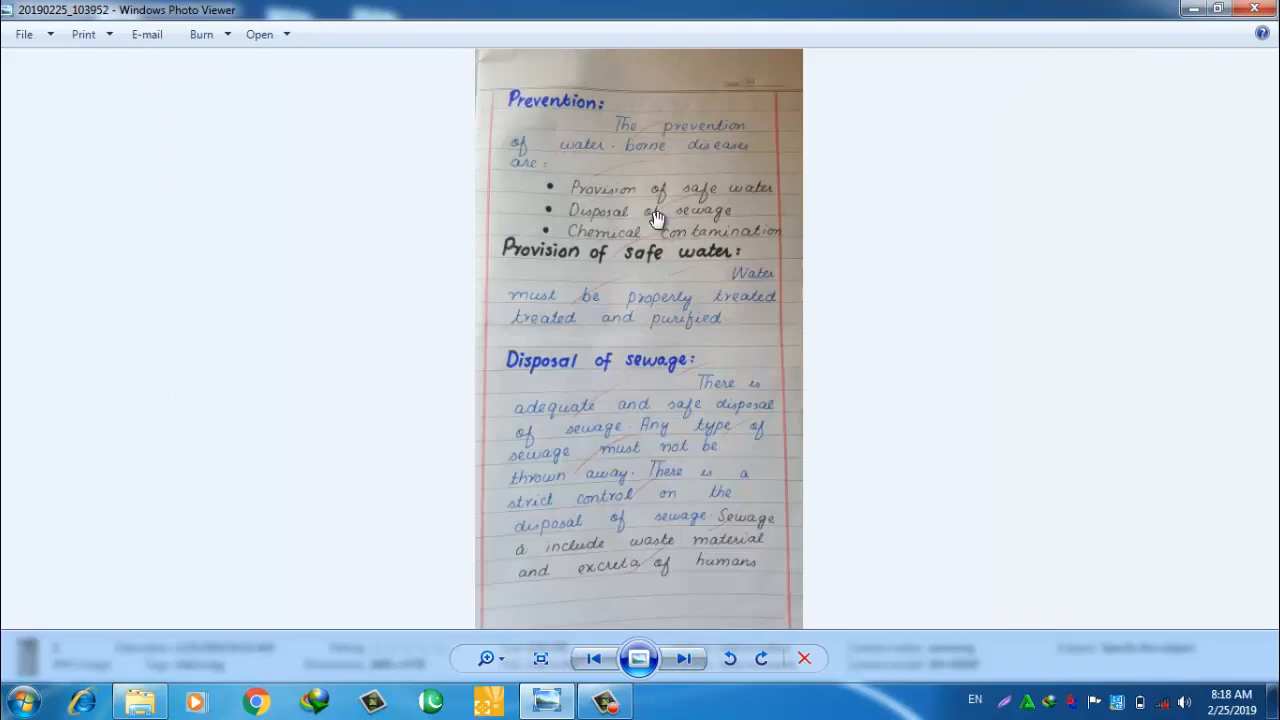 20190225_103952 - Windows Photo Viewer
File Print E-mail Burn Open
Prevention:
The prevention
of water-borne diseases
are:
• Provision of safe water
• Disposal of sewage
• Chemical contamination
Provision of safe water:
Water
must be properly treated
treated and purified
Disposal of sewage:
There is
adequate and safe disposal
of sewage. Any type of
sewage must not be
thrown away. There is a
strict control on the
disposal of sewage. Sewage
a include waste material
and excreta of humans
EN
8:18 AM
2/25/2019